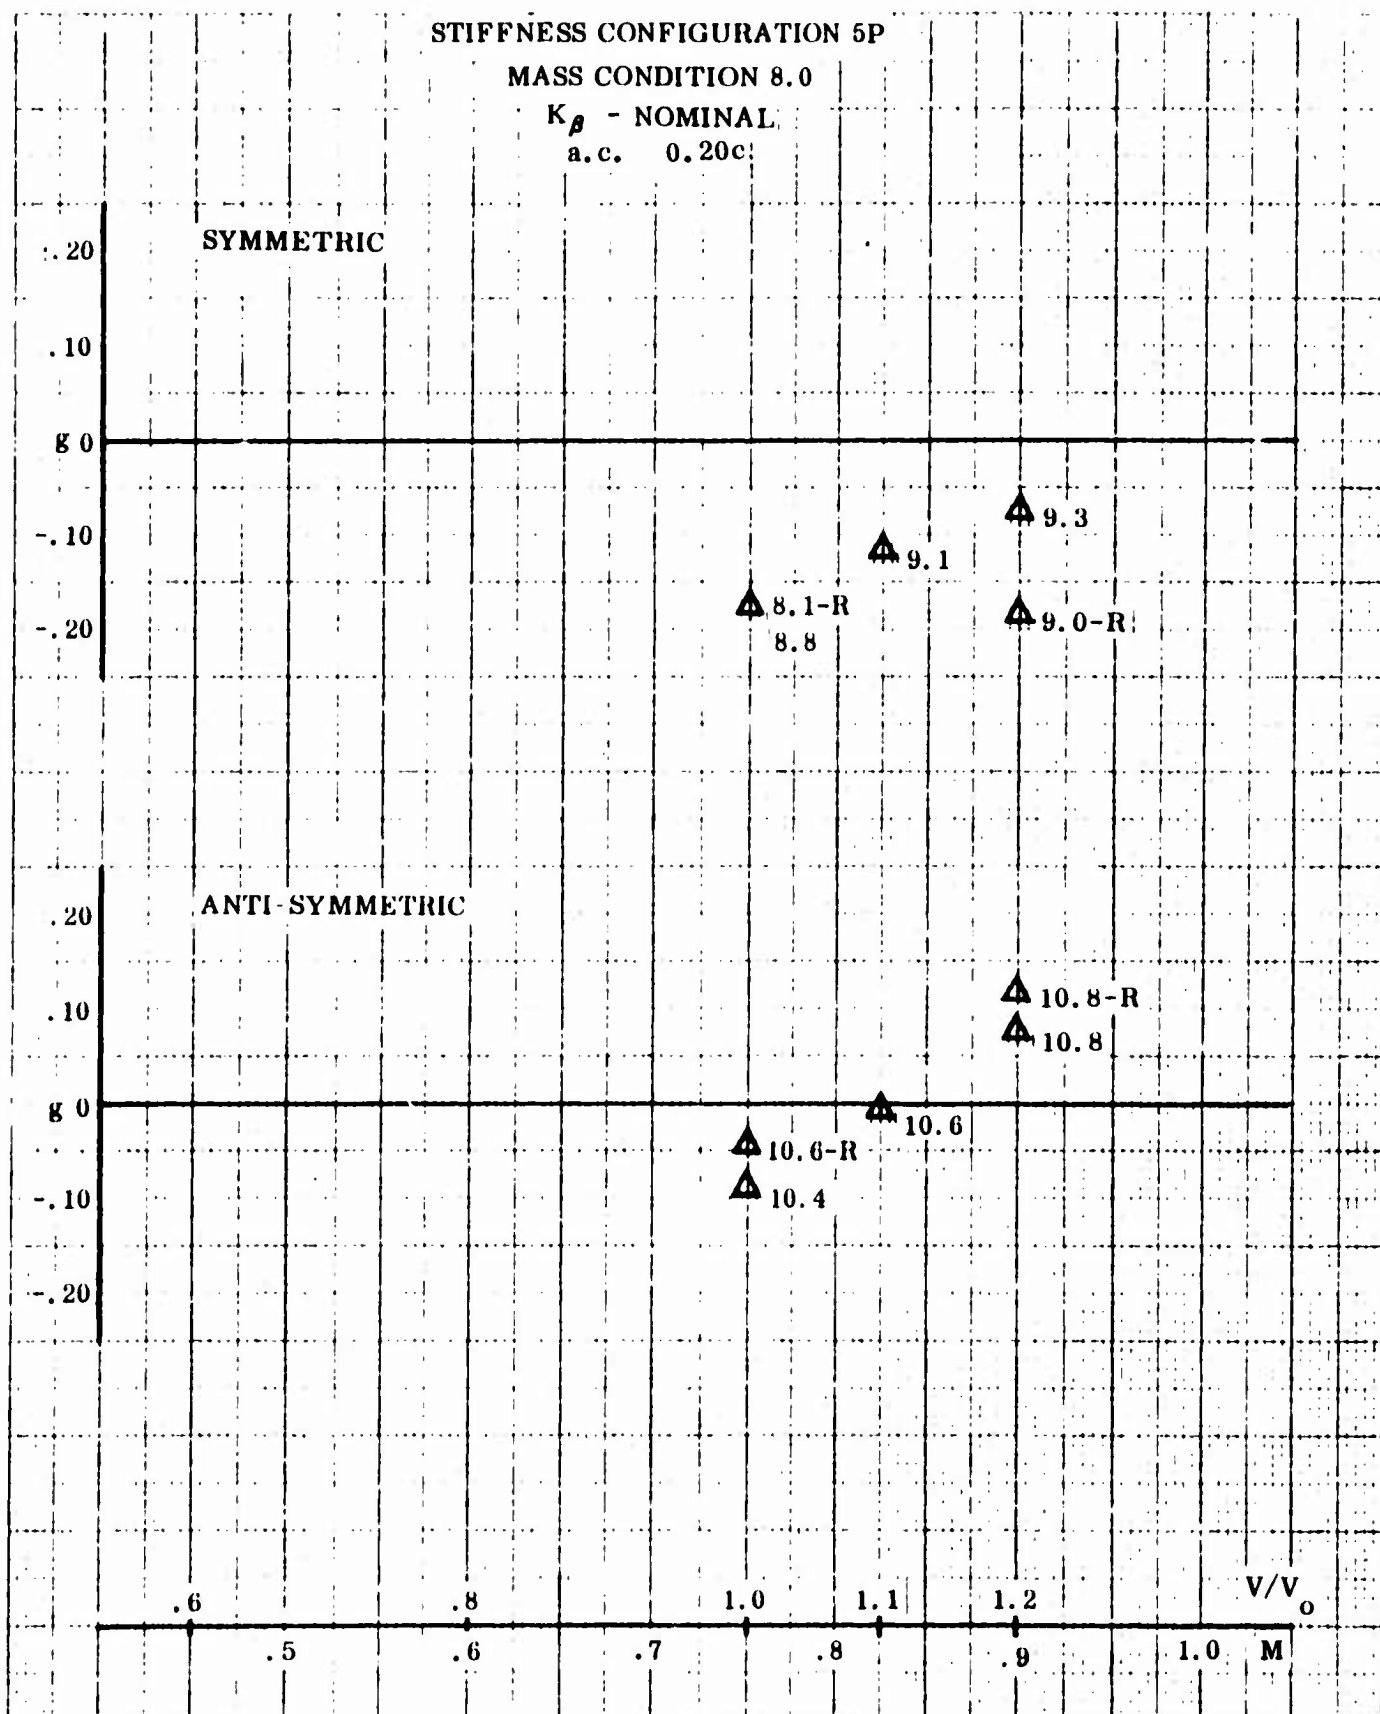 STIFFNESS CONFIGURATION 5P
MASS CONDITION 8.0
Kβ - NOMINAL
a.c. 0.20c
SYMMETRIC
.20
.10
g 0
-.10
-.20
9.3
9.1
8.1-R
9.0-R
8.8
ANTI-SYMMETRIC
.20
.10
g 0
-.10
-.20
10.8-R
10.8
10.6
10.6-R
10.4
.6 .8 1.0 1.1 1.2 V/Vo
.5 .6 .7 .8 .9 1.0 M